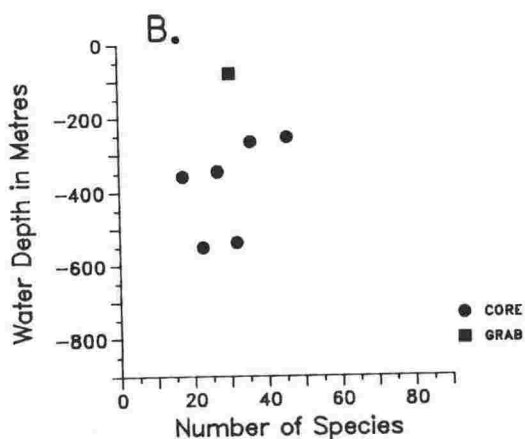 B.
0
-200
-400
-600
-800
Water Depth in Metres
0 20 40 60 80
Number of Species
CORE
GRAB